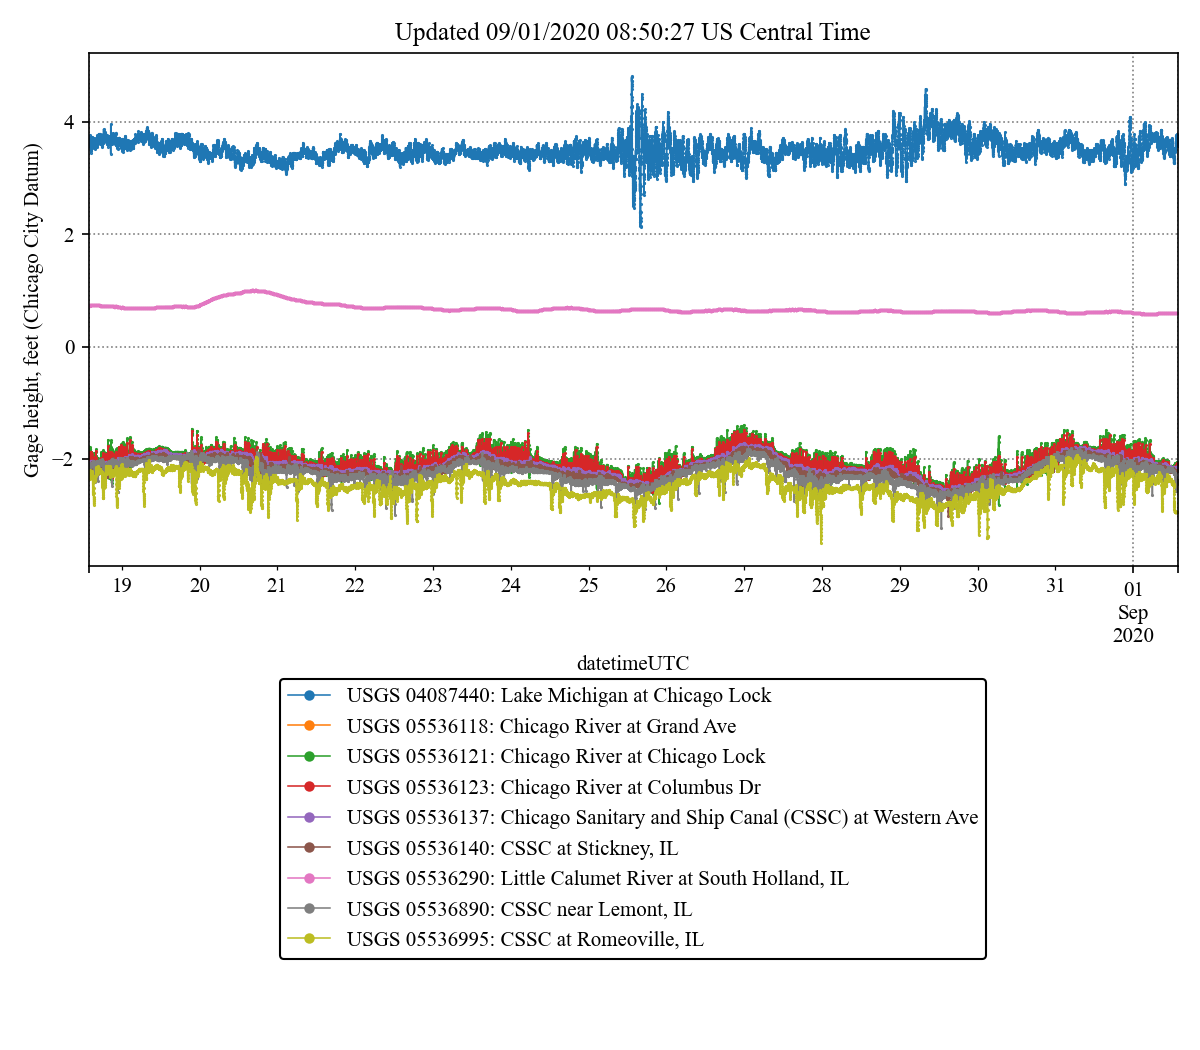 Updated 09/01/2020 08:50:27 US Central Time
Gage height, feet (Chicago City Datum)
4
2
0
−2
19 20 21 22 23 24 25 26 27 28 29 30 31 01
Sep
2020
datetimeUTC
USGS 04087440: Lake Michigan at Chicago Lock
USGS 05536118: Chicago River at Grand Ave
USGS 05536121: Chicago River at Chicago Lock
USGS 05536123: Chicago River at Columbus Dr
USGS 05536137: Chicago Sanitary and Ship Canal (CSSC) at Western Ave
USGS 05536140: CSSC at Stickney, IL
USGS 05536290: Little Calumet River at South Holland, IL
USGS 05536890: CSSC near Lemont, IL
USGS 05536995: CSSC at Romeoville, IL